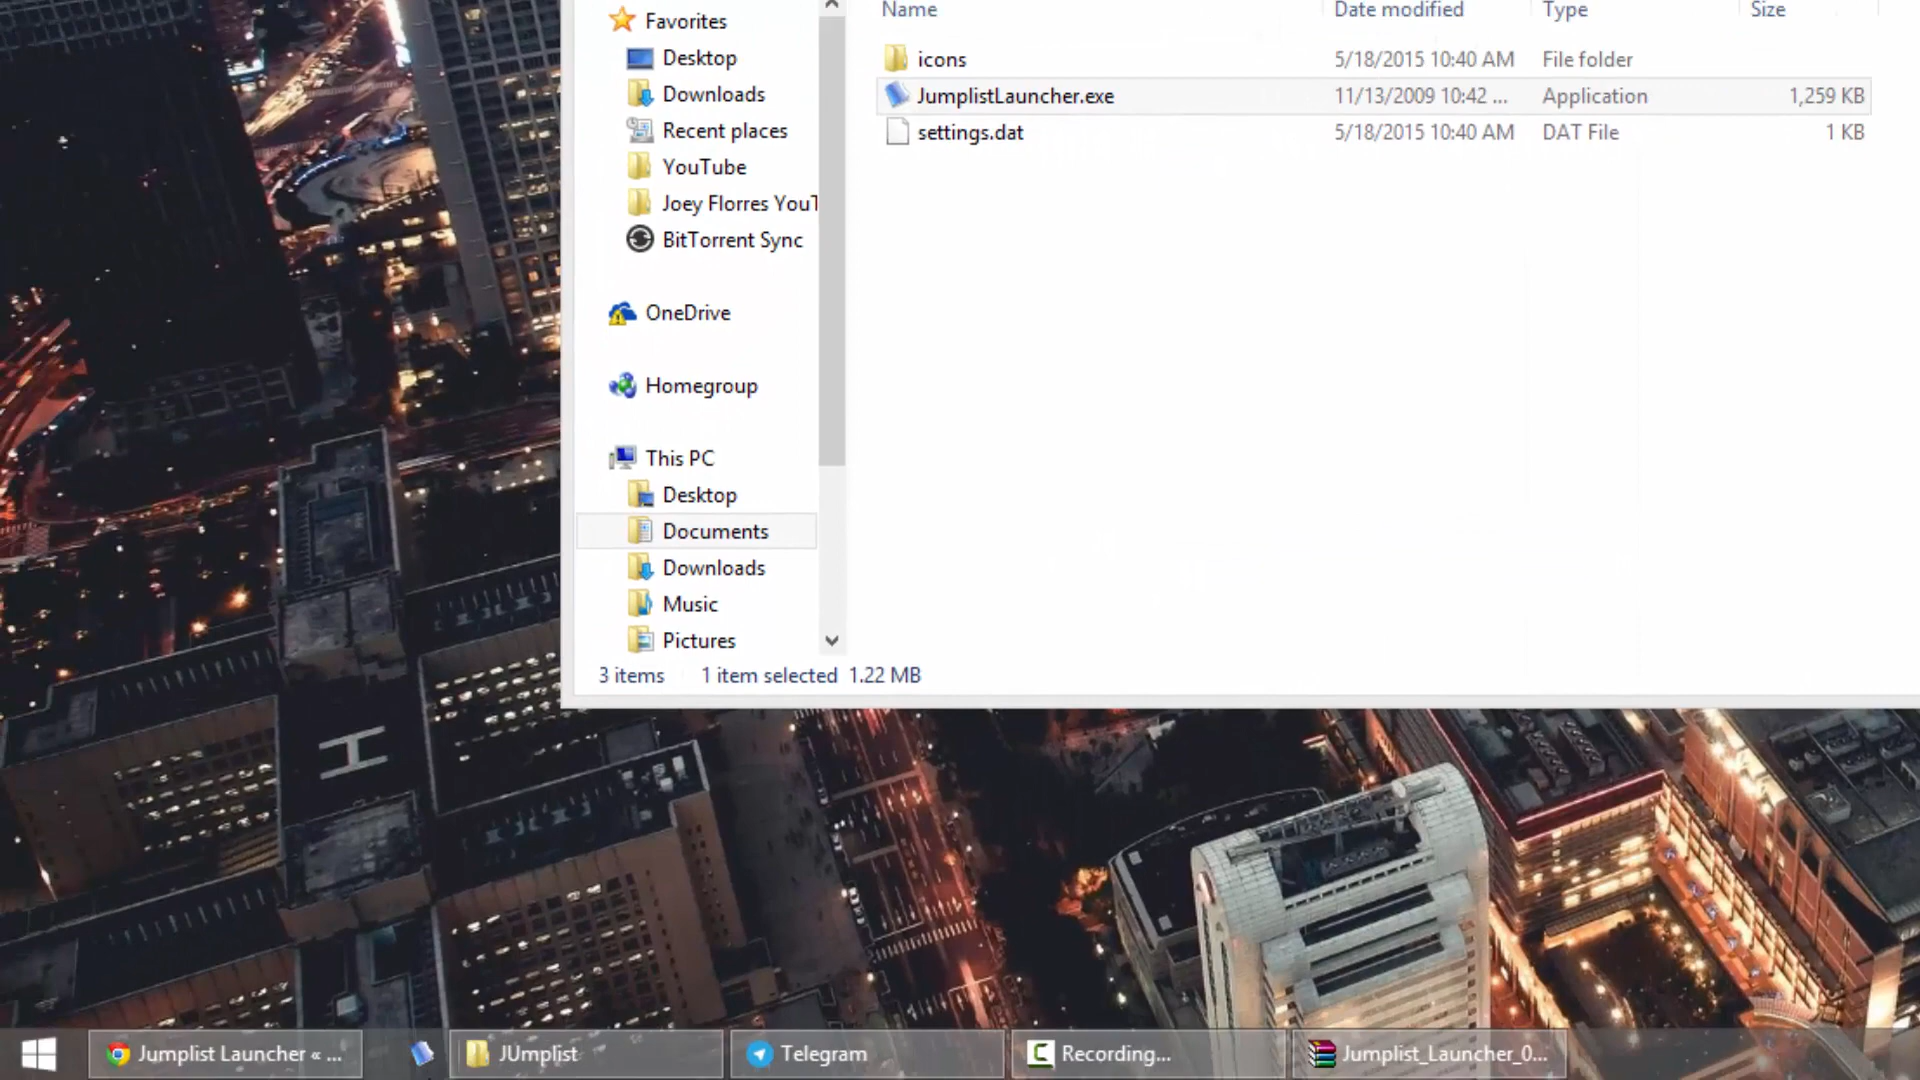 Name Date modified Type Size
Favorites
Desktop
Downloads
Recent places
YouTube
Joey Florres YouT
BitTorrent Sync
OneDrive
Homegroup
This PC
Desktop
Documents
Downloads
Music
Pictures
icons 5/18/2015 10:40 AM File folder
JumplistLauncher.exe 11/13/2009 10:42 ... Application 1,259 KB
settings.dat 5/18/2015 10:40 AM DAT File 1 KB
3 items 1 item selected 1.22 MB
H
Jumplist Launcher « ... JUmplist Telegram Recording... Jumplist_Launcher_0...